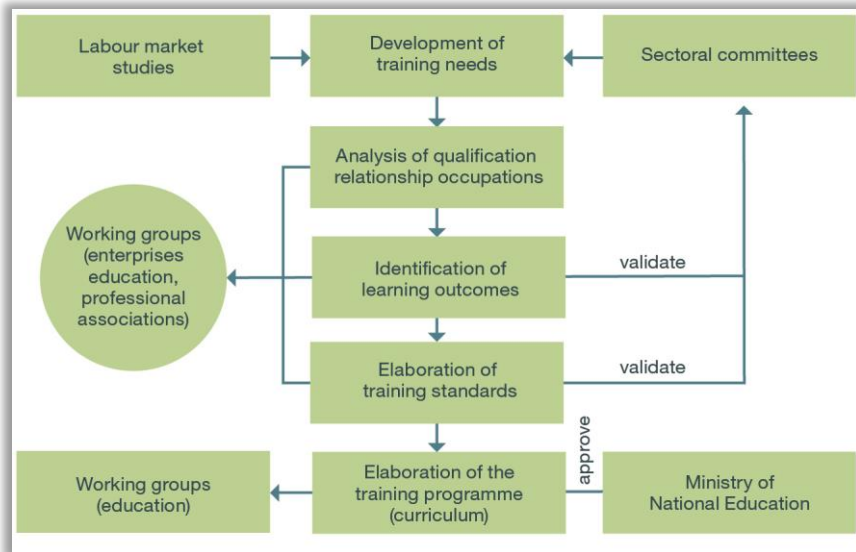 Labour market
studies
Development of
training needs
Sectoral committees
Analysis of qualification
relationship occupations
Working groups
(enterprises
education,
professional
associations)
Identification of
learning outcomes
validate
Elaboration of
training standards
validate
Working groups
(education)
Elaboration of the
training programme
(curriculum)
approve
Ministry of
National Education